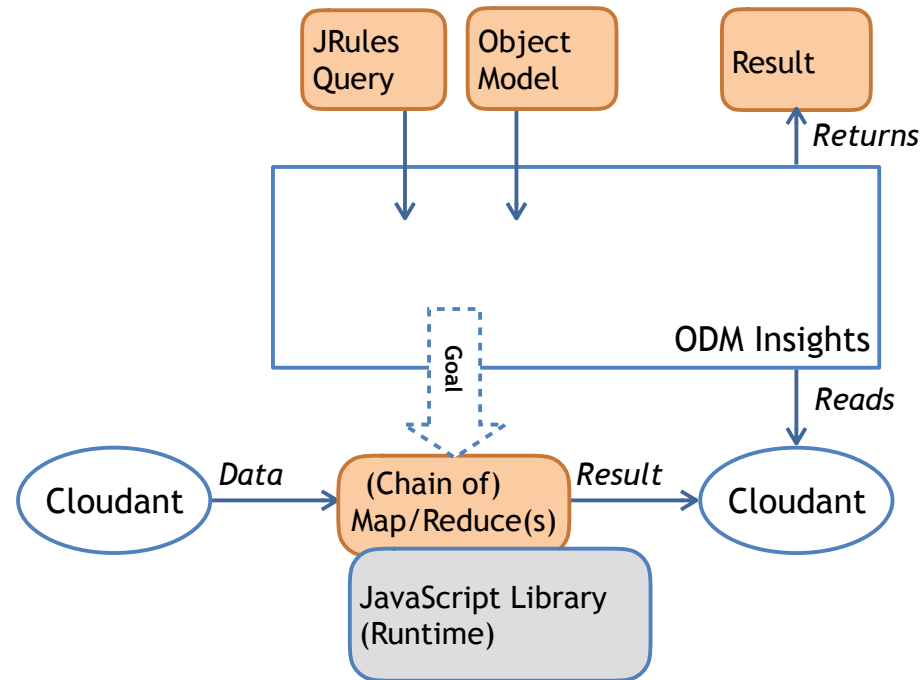 JRules
Query
Object
Model
Result
Returns
ODM Insights
Goal
Reads
Cloudant
Data
(Chain of)
Map/Reduce(s)
Result
Cloudant
JavaScript Library
(Runtime)